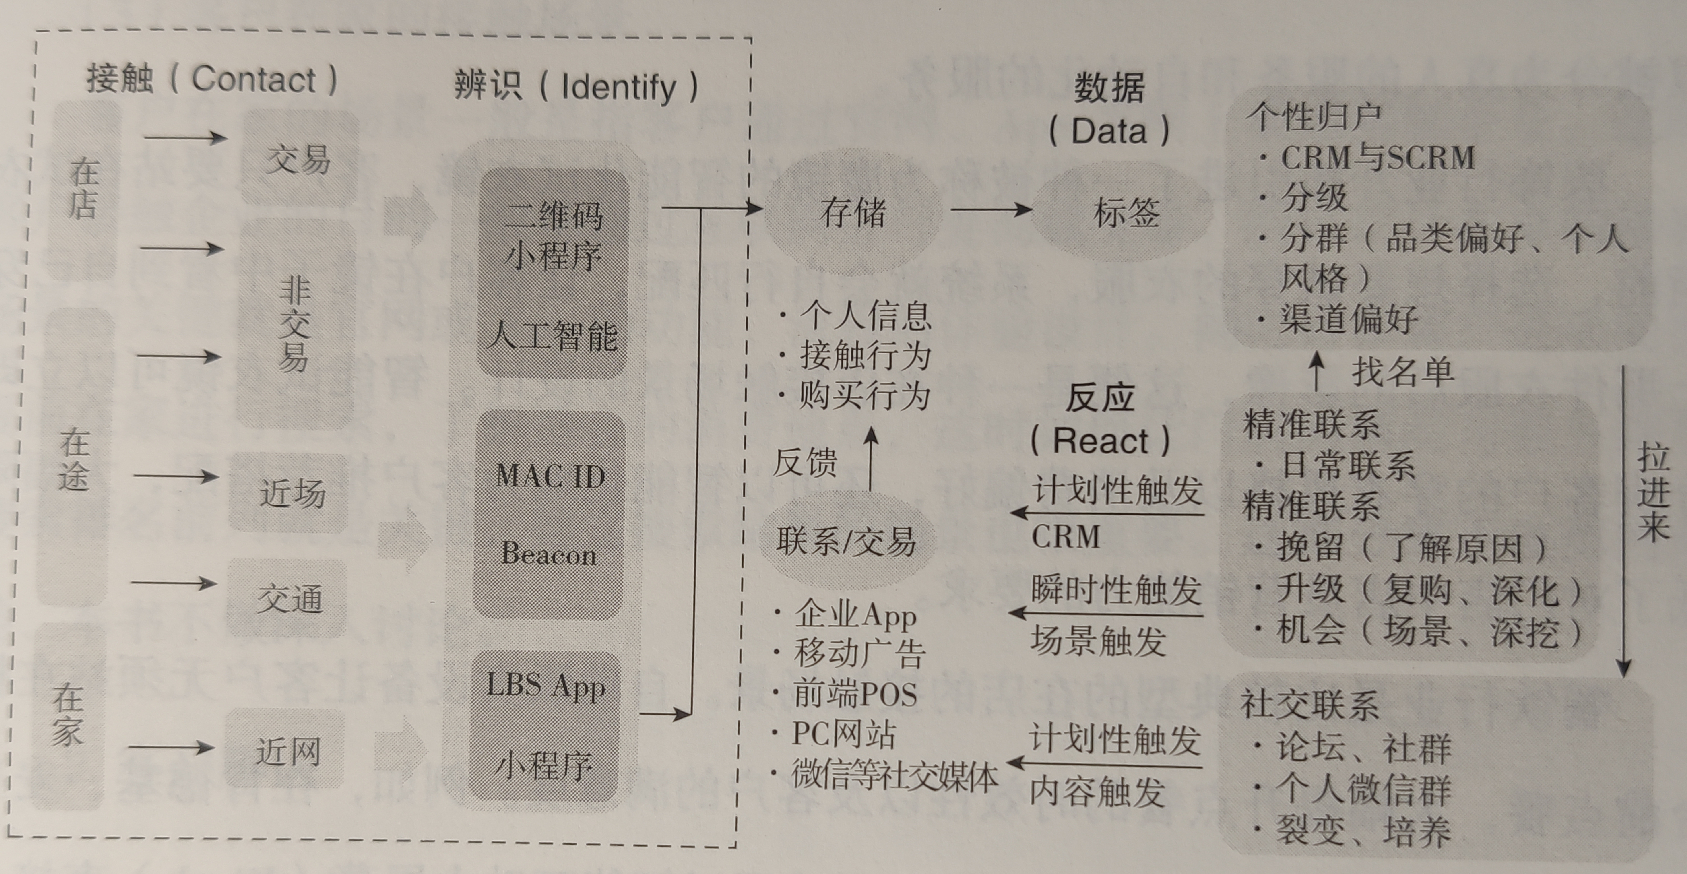 接触（Contact）
在店
在途
在家
交易
非交易
近场
交通
近网
辨识（Identify）
二维码
小程序
人工智能
MAC ID
Beacon
LBS App
小程序
数据
（Data）
存储
标签
·个人信息
·接触行为
·购买行为
反馈
联系/交易
·企业App
·移动广告
·前端POS
·PC网站
·微信等社交媒体
反应
（React）
计划性触发
CRM
瞬时性触发
场景触发
计划性触发
内容触发
个性归户
·CRM与SCRM
·分级
·分群（品类偏好、个人
风格）
·渠道偏好
找名单
精准联系
·日常联系
精准联系
·挽留（了解原因）
·升级（复购、深化）
·机会（场景、深挖）
拉进来
社交联系
·论坛、社群
·个人微信群
·裂变、培养